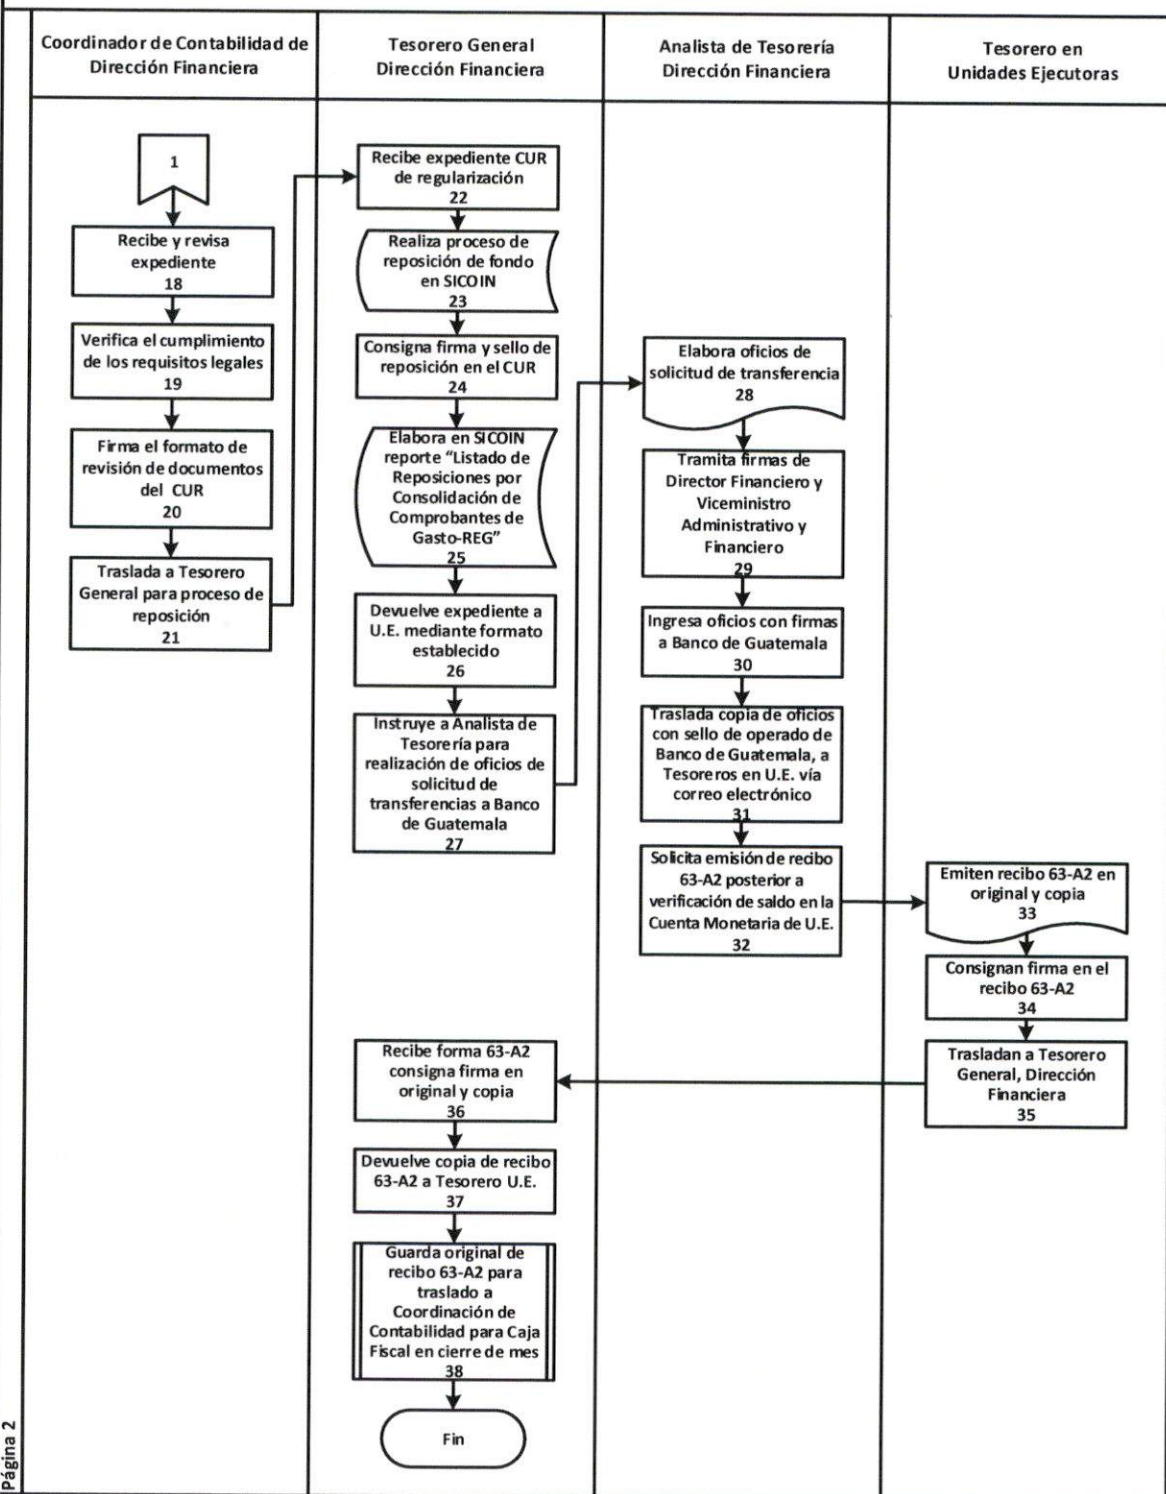 Coordinador de Contabilidad de
Dirección Financiera
Tesorero General
Dirección Financiera
Analista de Tesorería
Dirección Financiera
Tesorero en
Unidades Ejecutoras
1
Recibe y revisa
expediente
18
Verifica el cumplimiento
de los requisitos legales
19
Firma el formato de
revisión de documentos
del CUR
20
Traslada a Tesorero
General para proceso de
reposición
21
Recibe expediente CUR
de regularización
22
Realiza proceso de
reposición de fondo
en SICOIN
23
Consigna firma y sello de
reposición en el CUR
24
Elabora en SICOIN
reporte “Listado de
Reposiciones por
Consolidación de
Comprobantes de
Gasto-REG”
25
Devuelve expediente a
U.E. mediante formato
establecido
26
Instruye a Analista de
Tesorería para
realización de oficios de
solicitud de
transferencias a Banco
de Guatemala
27
Elabora oficios de
solicitud de transferencia
28
Tramita firmas de
Director Financiero y
Viceministro
Administrativo y
Financiero
29
Ingresa oficios con firmas
a Banco de Guatemala
30
Traslada copia de oficios
con sello de operado de
Banco de Guatemala, a
Tesoreros en U.E. vía
correo electrónico
31
Solicita emisión de recibo
63-A2 posterior a
verificación de saldo en la
Cuenta Monetaria de U.E.
32
Emiten recibo 63-A2 en
original y copia
33
Consignan firma en el
recibo 63-A2
34
Trasladan a Tesorero
General, Dirección
Financiera
35
Recibe forma 63-A2
consigna firma en
original y copia
36
Devuelve copia de recibo
63-A2 a Tesorero U.E.
37
Guarda original de
recibo 63-A2 para
traslado a
Coordinación de
Contabilidad para Caja
Fiscal en cierre de mes
38
Fin
Página 2